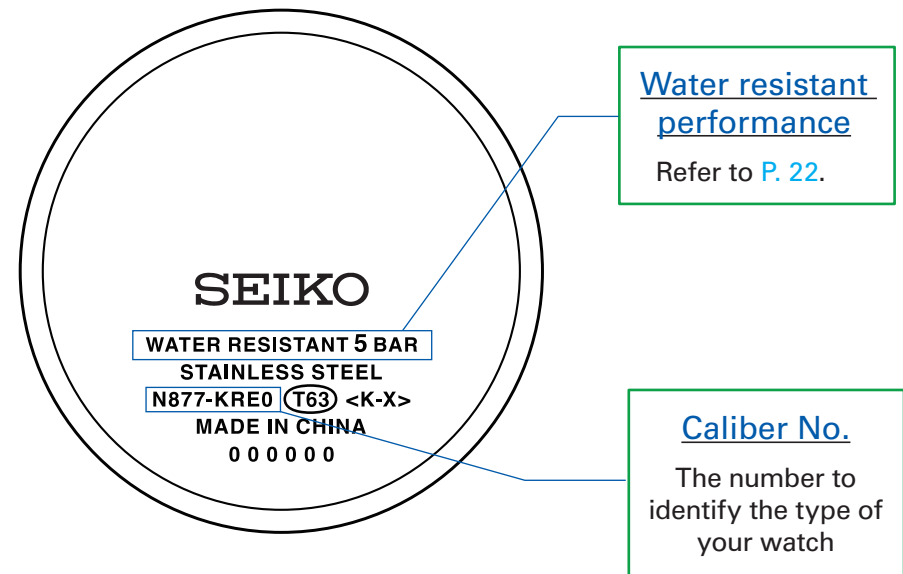 SEIKO
WATER RESISTANT 5 BAR
STAINLESS STEEL
N877-KRE0 T63 <K-X>
MADE IN CHINA
000000
Water resistant
performance
Refer to P. 22.
Caliber No.
The number to
identify the type of
your watch